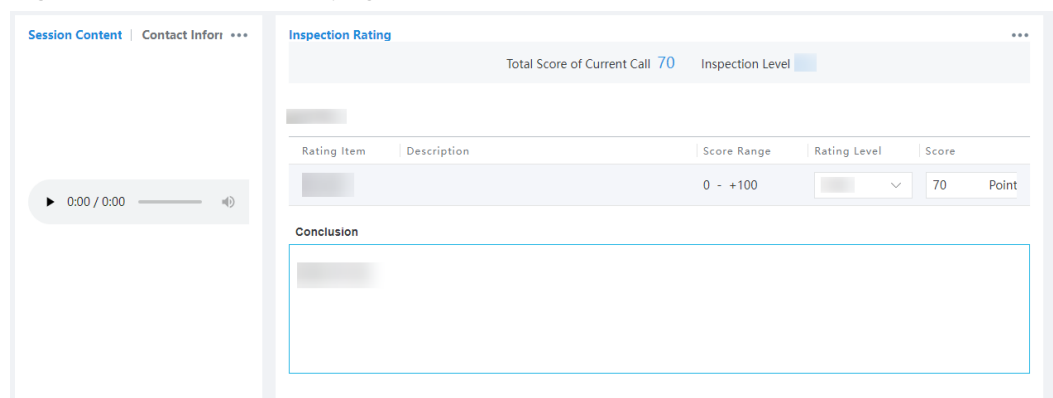 Session Content | Contact Inforr •••
0:00 / 0:00
Inspection Rating •••
Total Score of Current Call 70 Inspection Level
Rating Item Description Score Range Rating Level Score
0 - +100 70 Point
Conclusion